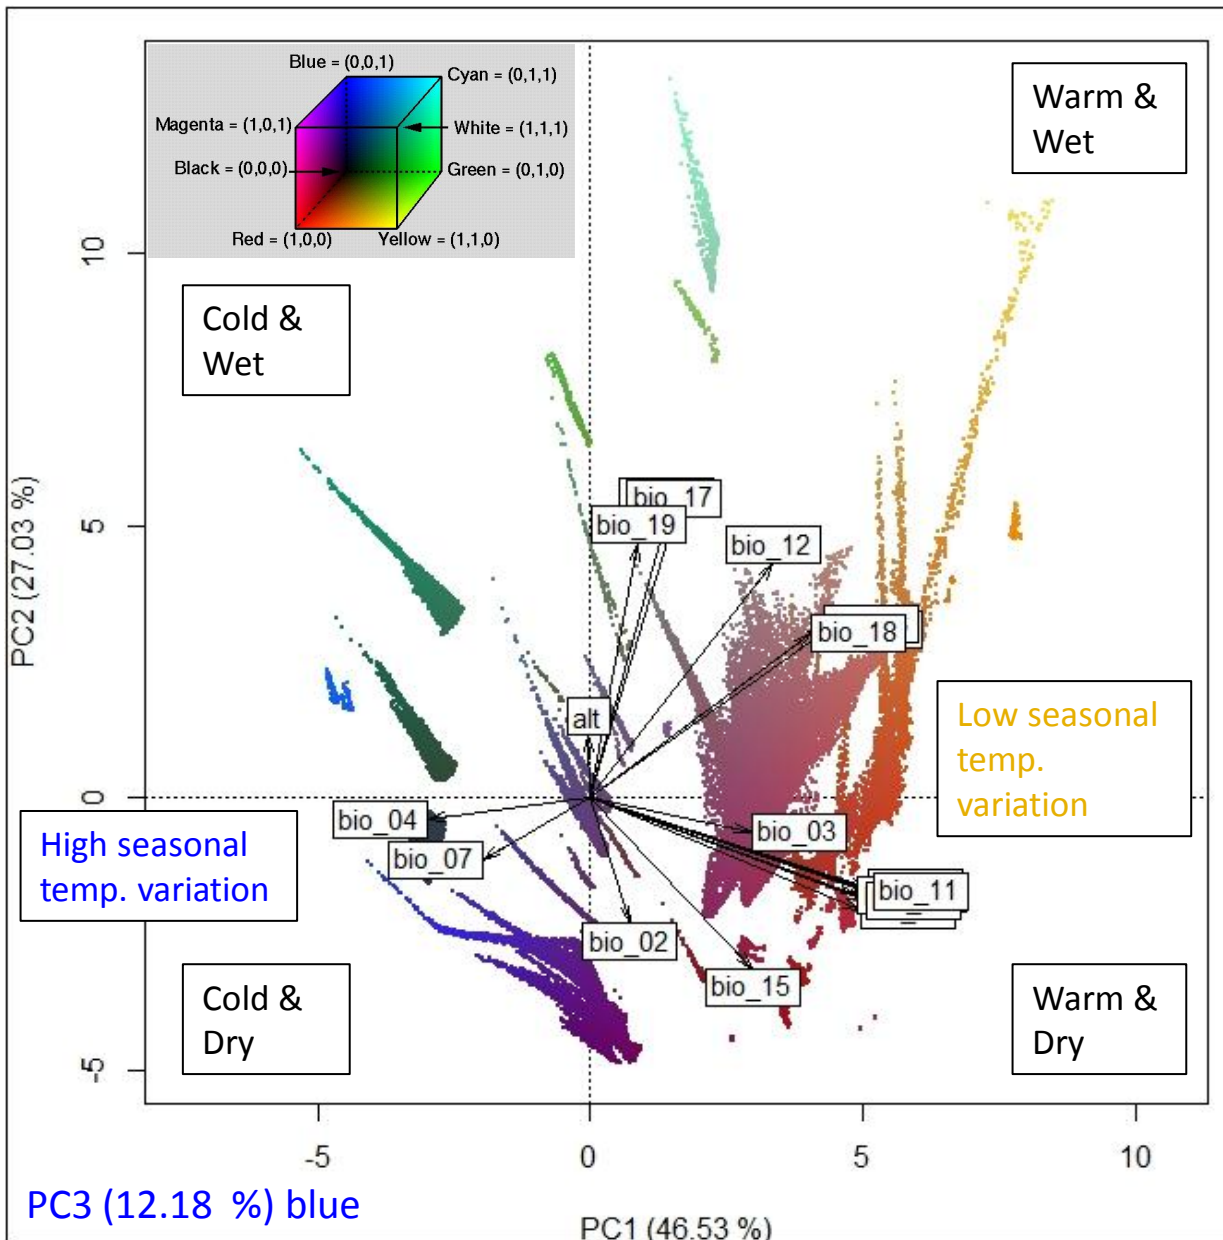 Blue = (0,0,1)
Cyan = (0,1,1)
Magenta = (1,0,1)
White = (1,1,1)
Black = (0,0,0)
Green = (0,1,0)
Red = (1,0,0)
Yellow = (1,1,0)
Warm &
Wet
Cold &
Wet
10
5
0
-5
PC2 (27.03 %)
bio_17
bio_19
bio_12
bio_18
alt
Low seasonal
temp.
variation
bio_04
bio_03
bio_07
High seasonal
temp. variation
bio_11
bio_02
bio_15
Cold &
Dry
Warm &
Dry
-5
0
5
10
PC3 (12.18 %) blue
PC1 (46.53 %)